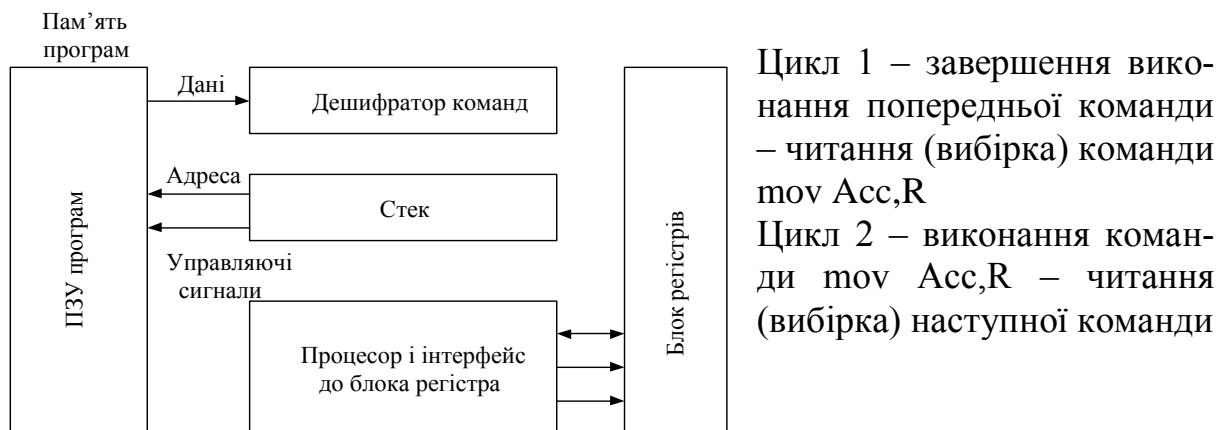 Пам’ять
програм
Дані
Дешифратор команд
Адреса
Стек
Управляючі
сигнали
ПЗУ програм
Процесор і інтерфейс
до блока регістра
Блок регістрів
Цикл 1 – завершення вико-
нання попередньої команди
– читання (вибірка) команди
mov Acc,R
Цикл 2 – виконання коман-
ди mov Acc,R – читання
(вибірка) наступної команди